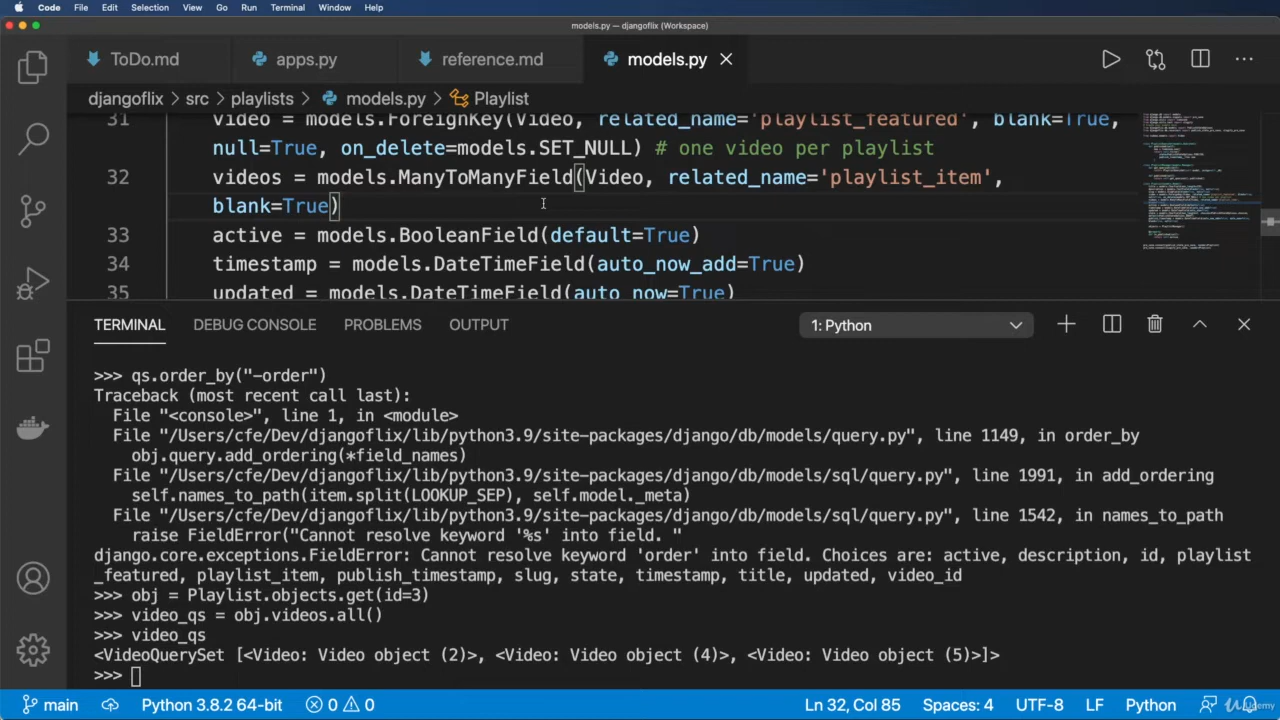 Code File Edit Selection View Go Run Terminal Window Help
models.py — djangoflix (Workspace)
ToDo.md apps.py reference.md models.py
djangoflix > src > playlists > models.py > Playlist
31 video = models.ForeignKey(Video, related_name='playlist_featured', blank=True,
null=True, on_delete=models.SET_NULL) # one video per playlist
32 videos = models.ManyToManyField(Video, related_name='playlist_item',
blank=True)
33 active = models.BooleanField(default=True)
34 timestamp = models.DateTimeField(auto_now_add=True)
35 updated = models.DateTimeField(auto_now=True)
TERMINAL DEBUG CONSOLE PROBLEMS OUTPUT 1: Python
>>> qs.order_by("-order")
Traceback (most recent call last):
File "<console>", line 1, in <module>
File "/Users/cfe/Dev/djangoflix/lib/python3.9/site-packages/django/db/models/query.py", line 1149, in order_by
obj.query.add_ordering(*field_names)
File "/Users/cfe/Dev/djangoflix/lib/python3.9/site-packages/django/db/models/sql/query.py", line 1991, in add_ordering
self.names_to_path(item.split(LOOKUP_SEP), self.model._meta)
File "/Users/cfe/Dev/djangoflix/lib/python3.9/site-packages/django/db/models/sql/query.py", line 1542, in names_to_path
raise FieldError("Cannot resolve keyword '%s' into field. "
django.core.exceptions.FieldError: Cannot resolve keyword 'order' into field. Choices are: active, description, id, playlist
_featured, playlist_item, publish_timestamp, slug, state, timestamp, title, updated, video_id
>>> obj = Playlist.objects.get(id=3)
>>> video_qs = obj.videos.all()
>>> video_qs
<VideoQuerySet [<Video: Video object (2)>, <Video: Video object (4)>, <Video: Video object (5)>]>
>>>
main Python 3.8.2 64-bit 0 0 Ln 32, Col 85 Spaces: 4 UTF-8 LF Python Udemy